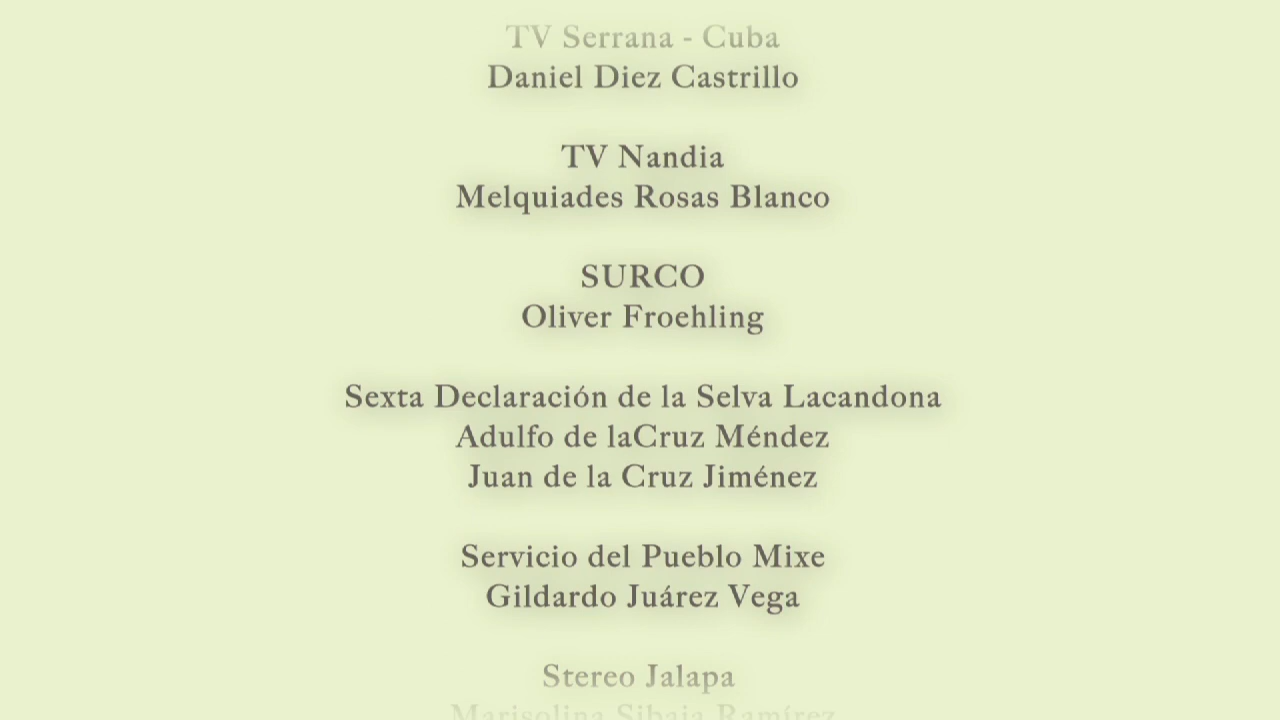 TV Serrana - Cuba
Daniel Diez Castrillo
TV Nandia
Melquiades Rosas Blanco
SURCO
Oliver Froehling
Sexta Declaración de la Selva Lacandona
Adulfo de laCruz Méndez
Juan de la Cruz Jiménez
Servicio del Pueblo Mixe
Gildardo Juárez Vega
Stereo Jalapa
Marisolina Sibaja Ramírez